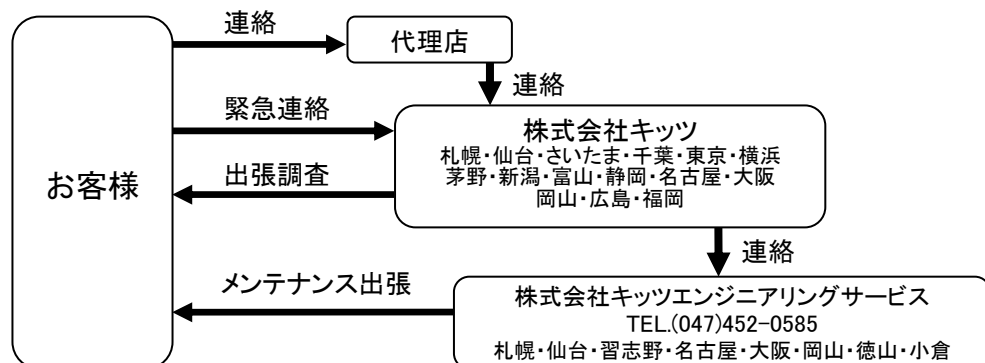 連絡
代理店
連絡
緊急連絡
株式会社キッツ
札幌・仙台・さいたま・千葉・東京・横浜
茅野・新潟・富山・静岡・名古屋・大阪
岡山・広島・福岡
出張調査
お客様
連絡
メンテナンス出張
株式会社キッツエンジニアリングサービス
TEL.(047)452-0585
札幌・仙台・習志野・名古屋・大阪・岡山・徳山・小倉